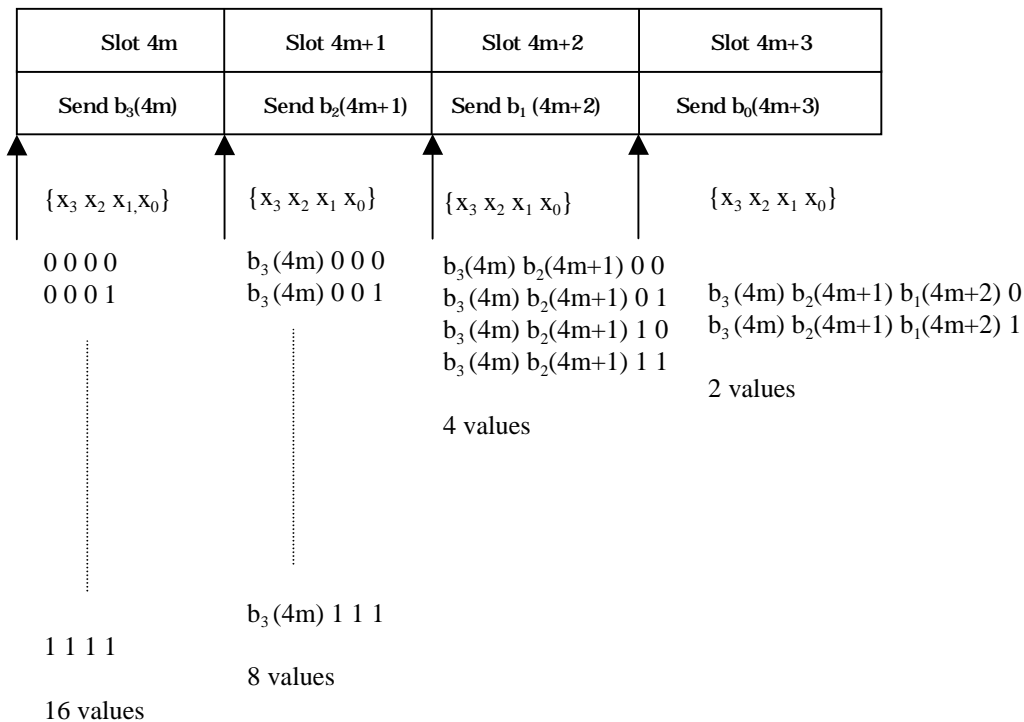 Slot 4m Slot 4m+1 Slot 4m+2 Slot 4m+3
Send b₃(4m) Send b₂(4m+1) Send b₁ (4m+2) Send b₀(4m+3)
{x₃ x₂ x₁,x₀}
0 0 0 0
0 0 0 1
1 1 1 1
16 values
{x₃ x₂ x₁ x₀}
b₃ (4m) 0 0 0
b₃ (4m) 0 0 1
b₃ (4m) 1 1 1
8 values
{x₃ x₂ x₁ x₀}
b₃(4m) b₂(4m+1) 0 0
b₃ (4m) b₂(4m+1) 0 1
b₃ (4m) b₂(4m+1) 1 0
b₃ (4m) b₂(4m+1) 1 1
4 values
{x₃ x₂ x₁ x₀}
b₃ (4m) b₂(4m+1) b₁(4m+2) 0
b₃ (4m) b₂(4m+1) b₁(4m+2) 1
2 values